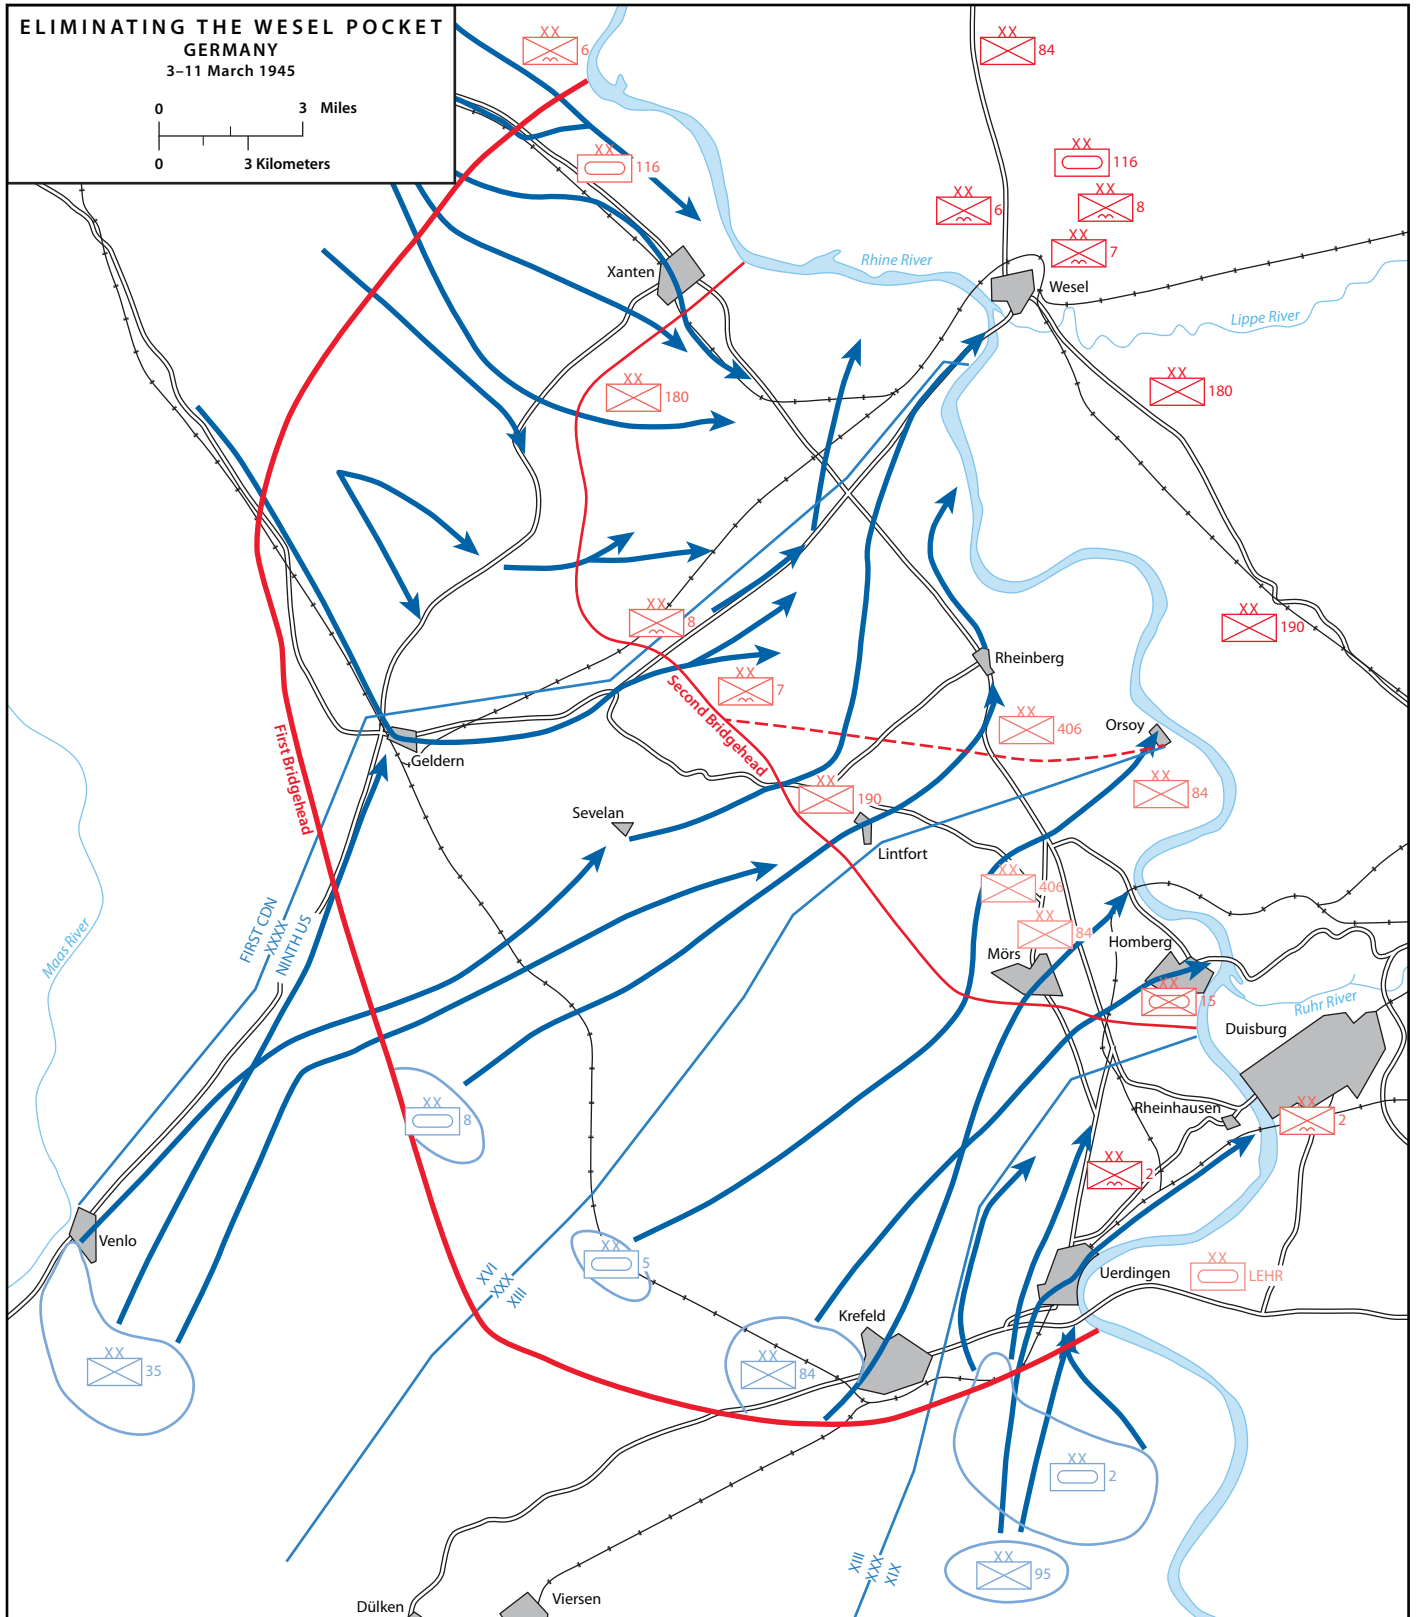 ELIMINATING THE WESEL POCKET
GERMANY
3–11 March 1945
0 3 Miles
0 3 Kilometers
XX
6
XX
84
XX
116
XX
116
XX
6
XX
8
XX
7
Xanten
Rhine River
Wesel
Lippe River
XX
180
XX
180
XX
8
XX
190
XX
7
Rheinberg
Second Bridgehead
XX
406
Orsoy
First Bridgehead
Geldern
XX
190
XX
84
Sevelan
Lintfort
XX
406
FIRST CDN
XXXX
NINTH US
Maas River
XX
84
Mörs
Homberg
XX
15
Ruhr River
Duisburg
XX
8
Rheinhausen
XX
2
XX
2
Venlo
XX
5
Uerdingen
XX
LEHR
XVI
XXX
XIII
Krefeld
XX
35
XX
84
XX
2
XIII
XXX
XIX
XX
95
Viersen
Dülken